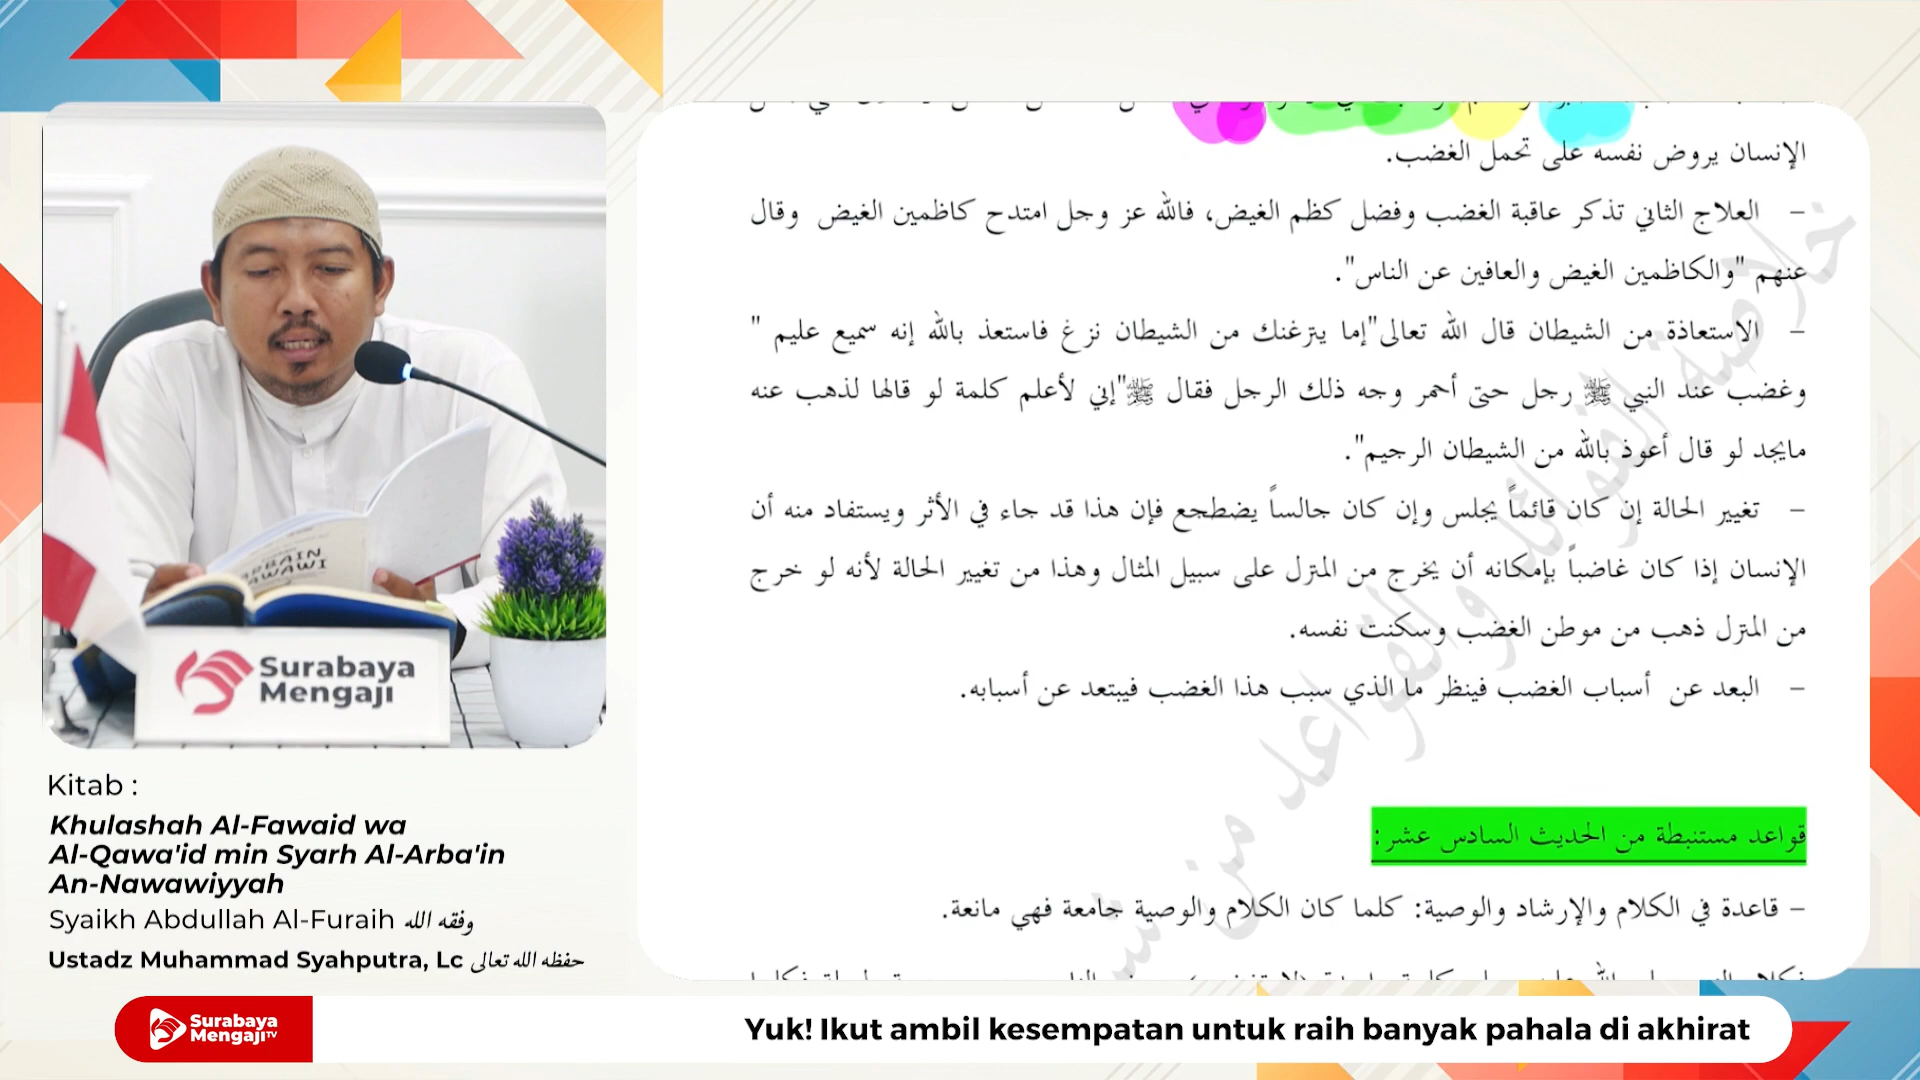 الإنسان يروض نفسه على تحمل الغضب.
– العلاج الثاني تذكر عاقبة الغضب وفضل كظم الغيض، فالله عز وجل امتدح كاظمين الغيض وقال
عنهم "والكاظمين الغيض والعافين عن الناس".
– الاستعاذة من الشيطان قال الله تعالى"إما ينزغنك من الشيطان نزغ فاستعذ بالله إنه سميع عليم "
وغضب عند النبي ﷺ رجل حتى أحمر وجه ذلك الرجل فقال ﷺ"إني لأعلم كلمة لو قالها لذهب عنه
مايجد لو قال أعوذ بالله من الشيطان الرجيم".
– تغيير الحالة إن كان قائماً يجلس وإن كان جالساً يضطجع فإن هذا قد جاء في الأثر ويستفاد منه أن
الإنسان إذا كان غاضباً بإمكانه أن يخرج من المنزل على سبيل المثال وهذا من تغيير الحالة لأنه لو خرج
من المنزل ذهب من موطن الغضب وسكنت نفسه.
– البعد عن أسباب الغضب فينظر ما الذي سبب هذا الغضب فيبتعد عن أسبابه.
قواعد مستنبطة من الحديث السادس عشر:
– قاعدة في الكلام والإرشاد والوصية: كلما كان الكلام والوصية جامعة فهي مانعة.
خلاصة الفوائد والقواعد من
ARBAIN
NAWAWI
Surabaya
Mengaji
Kitab :
Khulashah Al-Fawaid wa
Al-Qawa'id min Syarh Al-Arba'in
An-Nawawiyyah
Syaikh Abdullah Al-Furaih وفقه الله
Ustadz Muhammad Syahputra, Lc حفظه الله تعالى
Surabaya
MengajiTV
Yuk! Ikut ambil kesempatan untuk raih banyak pahala di akhirat